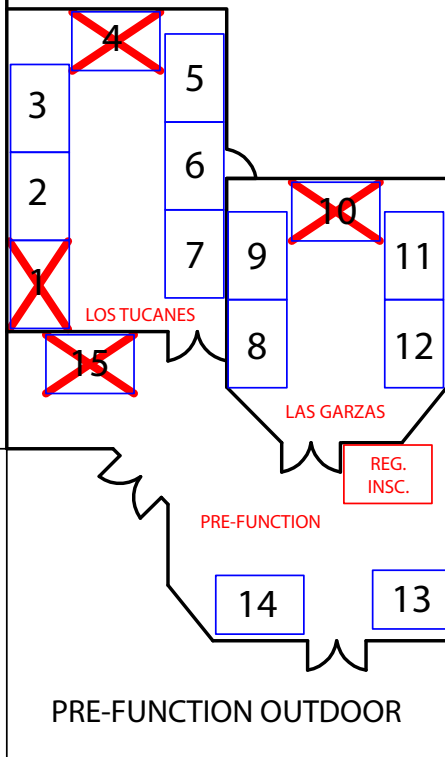 4
5
3
6
2
10
7
9
11
1
LOS TUCANES
8
12
15
LAS GARZAS
REG.
INSC.
PRE-FUNCTION
14
13
PRE-FUNCTION OUTDOOR